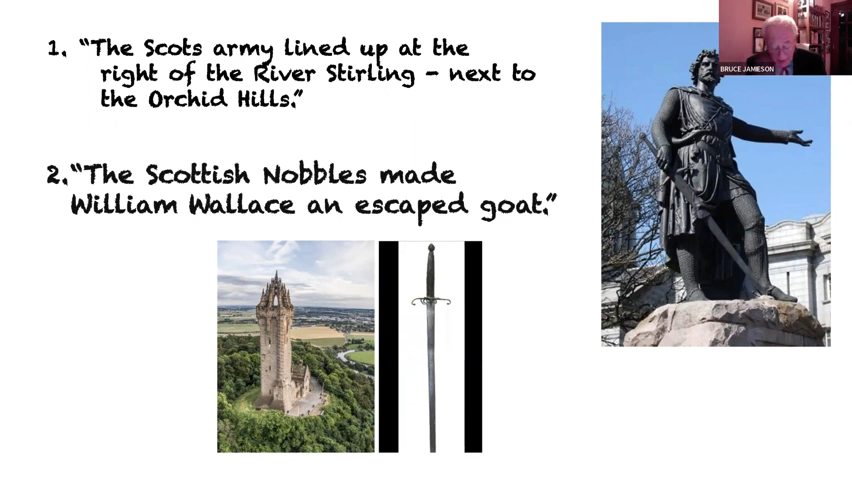 1. “The Scots army lined up at the
right of the River Stirling – next to
the Orchid Hills.”
2.“The Scottish Nobbles made
William Wallace an escaped goat.”
BRUCE JAMIESON